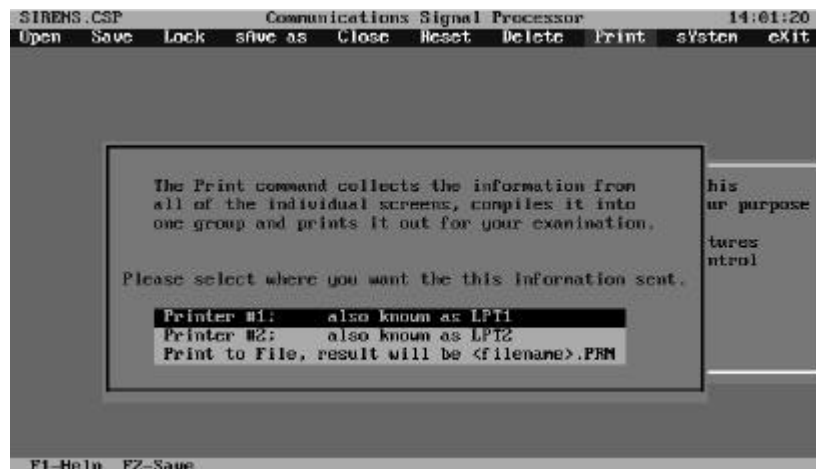 SIRENS.CSP Communications Signal Processor 14:01:20
Open Save Lock sAve as Close Reset Delete Print sYstem eXit
The Print command collects the information from
all of the individual screens, compiles it into
one group and prints it out for your examination.
Please select where you want the this information sent.
Printer #1: also known as LPT1
Printer #2: also known as LPT2
Print to File, result will be <filename>.PRN
his
ur purpose
tures
ntrol
F1-Help F2-Save